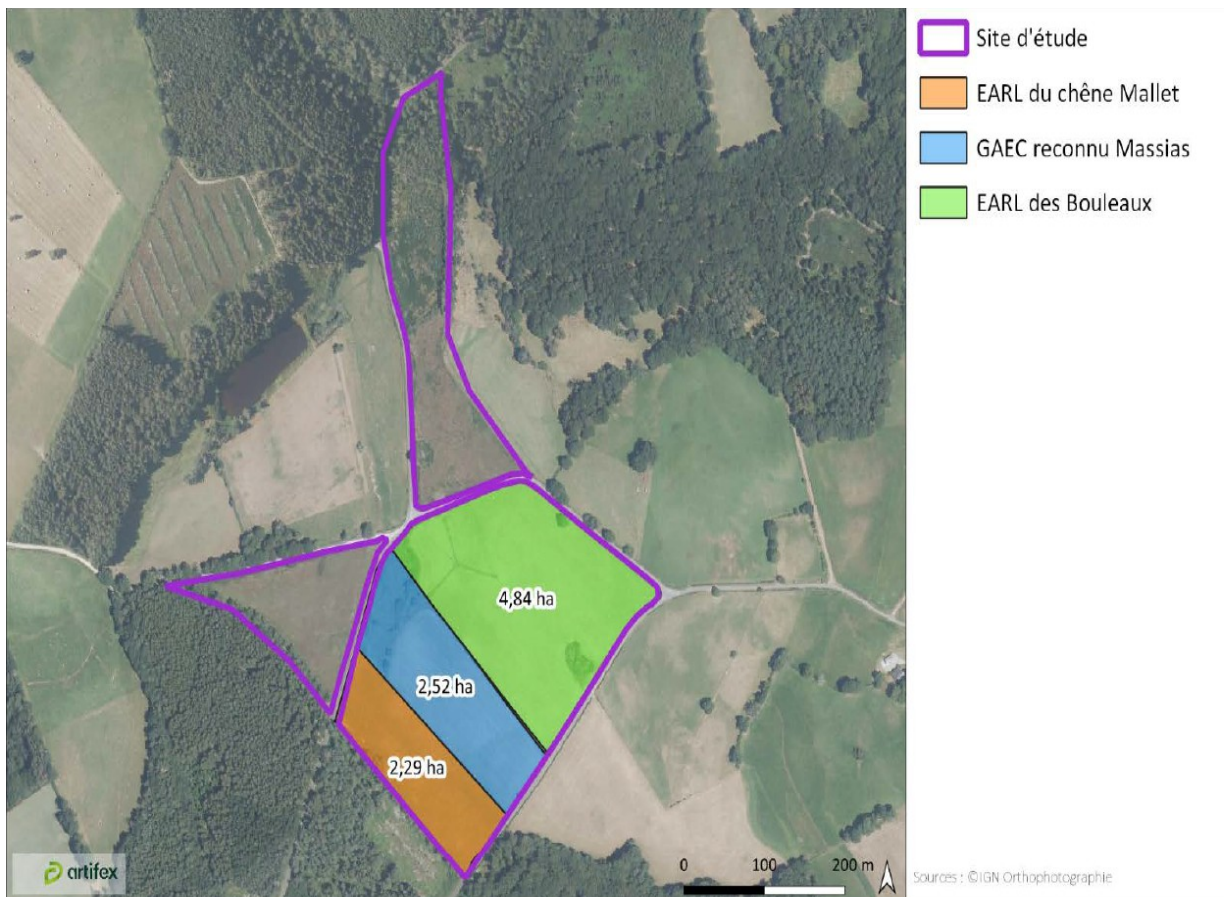 Site d'étude
EARL du chêne Mallet
GAEC reconnu Massias
EARL des Bouleaux
4,84 ha
2,52 ha
2,29 ha
artifex
0 100 200 m
Sources : ©IGN Orthophotographie